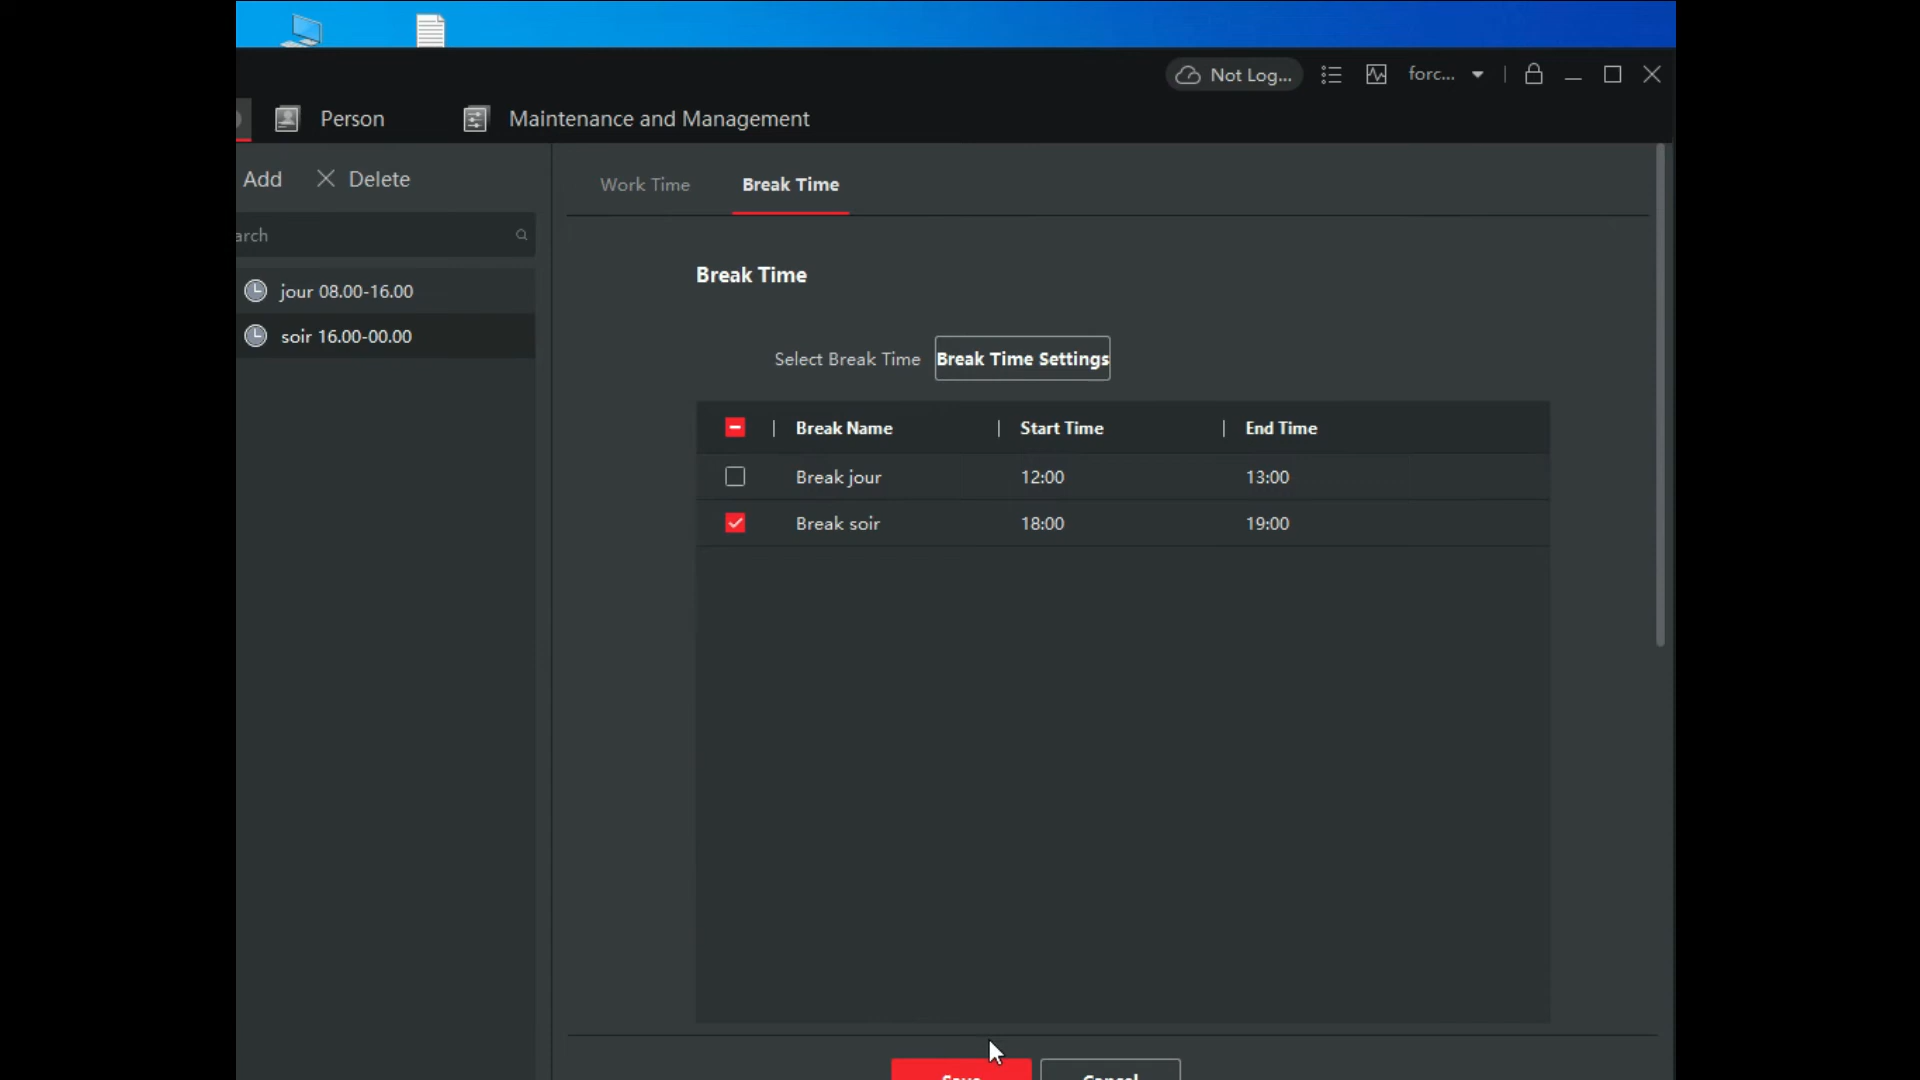 Not Log...
forc...
Person
Maintenance and Management
Add
Delete
Work Time
Break Time
arch
Break Time
jour 08.00-16.00
soir 16.00-00.00
Select Break Time
Break Time Settings
Break Name
Start Time
End Time
Break jour
12:00
13:00
Break soir
18:00
19:00
Save
Cancel